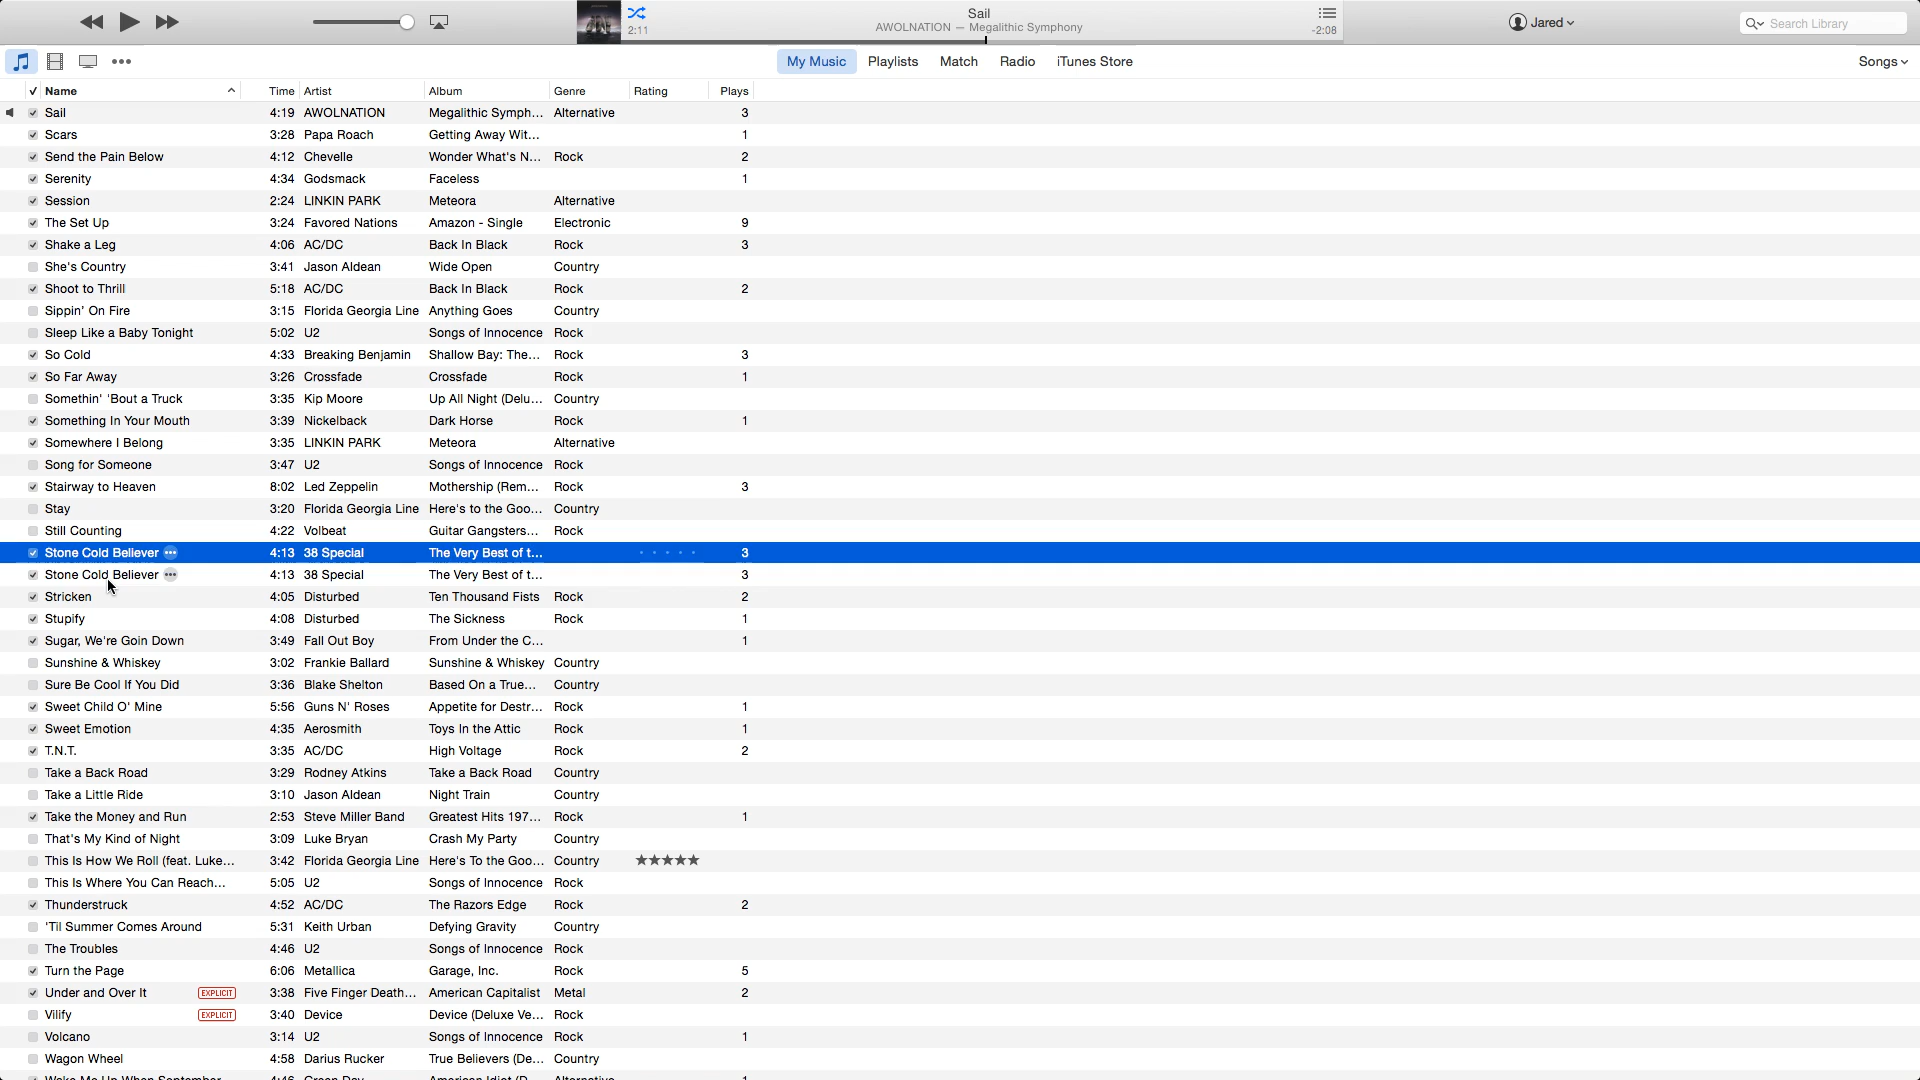 Sail
AWOLNATION — Megalithic Symphony
2:11
-2:08
Jared
Search Library
My Music Playlists Match Radio iTunes Store
Songs
✓ Name Time Artist Album Genre Rating Plays
Sail 4:19 AWOLNATION Megalithic Symph... Alternative 3
Scars 3:28 Papa Roach Getting Away Wit... 1
Send the Pain Below 4:12 Chevelle Wonder What's N... Rock 2
Serenity 4:34 Godsmack Faceless 1
Session 2:24 LINKIN PARK Meteora Alternative
The Set Up 3:24 Favored Nations Amazon - Single Electronic 9
Shake a Leg 4:06 AC/DC Back In Black Rock 3
She's Country 3:41 Jason Aldean Wide Open Country
Shoot to Thrill 5:18 AC/DC Back In Black Rock 2
Sippin' On Fire 3:15 Florida Georgia Line Anything Goes Country
Sleep Like a Baby Tonight 5:02 U2 Songs of Innocence Rock
So Cold 4:33 Breaking Benjamin Shallow Bay: The... Rock 3
So Far Away 3:26 Crossfade Crossfade Rock 1
Somethin' 'Bout a Truck 3:35 Kip Moore Up All Night (Delu... Country
Something In Your Mouth 3:39 Nickelback Dark Horse Rock 1
Somewhere I Belong 3:35 LINKIN PARK Meteora Alternative
Song for Someone 3:47 U2 Songs of Innocence Rock
Stairway to Heaven 8:02 Led Zeppelin Mothership (Rem... Rock 3
Stay 3:20 Florida Georgia Line Here's to the Goo... Country
Still Counting 4:22 Volbeat Guitar Gangsters... Rock
Stone Cold Believer 4:13 38 Special The Very Best of t... 3
Stone Cold Believer 4:13 38 Special The Very Best of t... 3
Stricken 4:05 Disturbed Ten Thousand Fists Rock 2
Stupify 4:08 Disturbed The Sickness Rock 1
Sugar, We're Goin Down 3:49 Fall Out Boy From Under the C... 1
Sunshine & Whiskey 3:02 Frankie Ballard Sunshine & Whiskey Country
Sure Be Cool If You Did 3:36 Blake Shelton Based On a True... Country
Sweet Child O' Mine 5:56 Guns N' Roses Appetite for Destr... Rock 1
Sweet Emotion 4:35 Aerosmith Toys In the Attic Rock 1
T.N.T. 3:35 AC/DC High Voltage Rock 2
Take a Back Road 3:29 Rodney Atkins Take a Back Road Country
Take a Little Ride 3:10 Jason Aldean Night Train Country
Take the Money and Run 2:53 Steve Miller Band Greatest Hits 197... Rock 1
That's My Kind of Night 3:09 Luke Bryan Crash My Party Country
This Is How We Roll (feat. Luke... 3:42 Florida Georgia Line Here's To the Goo... Country ★★★★★
This Is Where You Can Reach... 5:05 U2 Songs of Innocence Rock
Thunderstruck 4:52 AC/DC The Razors Edge Rock 2
'Til Summer Comes Around 5:31 Keith Urban Defying Gravity Country
The Troubles 4:46 U2 Songs of Innocence Rock
Turn the Page 6:06 Metallica Garage, Inc. Rock 5
Under and Over It EXPLICIT 3:38 Five Finger Death... American Capitalist Metal 2
Vilify EXPLICIT 3:40 Device Device (Deluxe Ve... Rock
Volcano 3:14 U2 Songs of Innocence Rock 1
Wagon Wheel 4:58 Darius Rucker True Believers (De... Country
Wake Me Up When September 4:46 Green Day American Idiot (D... Alternative 1